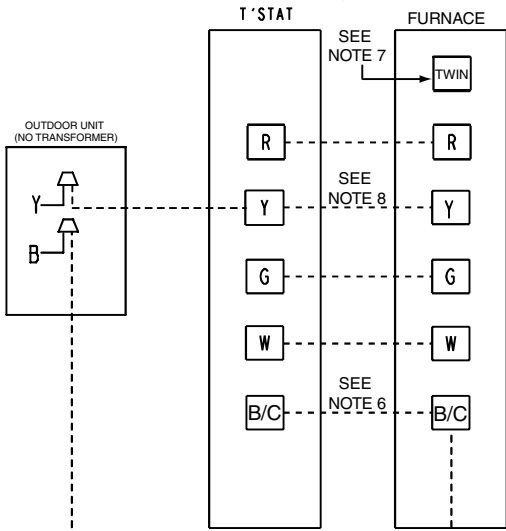 T'STAT
FURNACE
SEE
NOTE 7
TWIN
OUTDOOR UNIT
(NO TRANSFORMER)
R
R
Y
Y
SEE
NOTE 8
Y
B
G
G
W
W
SEE
NOTE 6
B/C
B/C